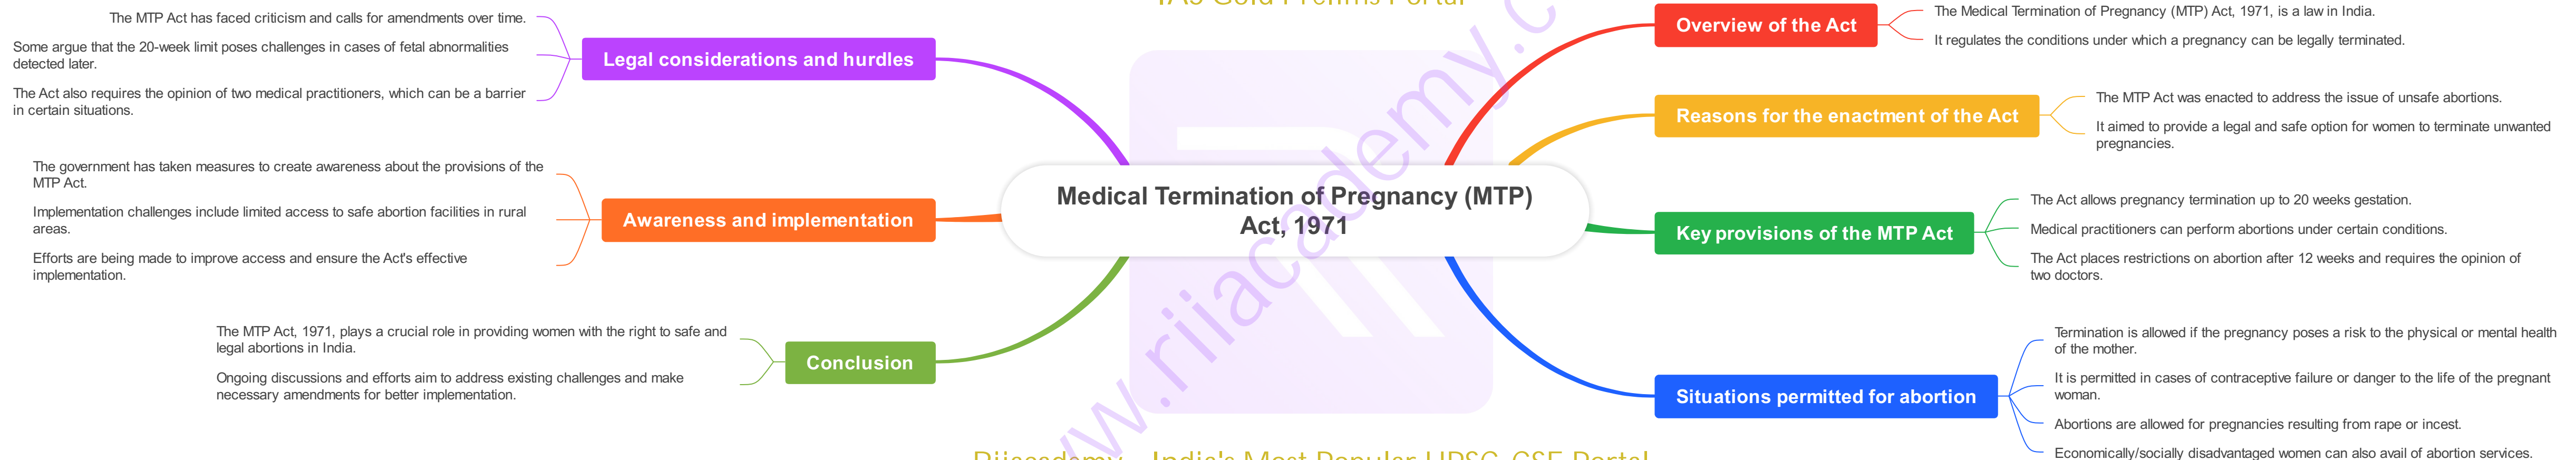 IAS Gold Prelims Portal
Medical Termination of Pregnancy (MTP)
Act, 1971
Overview of the Act
The Medical Termination of Pregnancy (MTP) Act, 1971, is a law in India.
It regulates the conditions under which a pregnancy can be legally terminated.
Reasons for the enactment of the Act
The MTP Act was enacted to address the issue of unsafe abortions.
It aimed to provide a legal and safe option for women to terminate unwanted
pregnancies.
Key provisions of the MTP Act
The Act allows pregnancy termination up to 20 weeks gestation.
Medical practitioners can perform abortions under certain conditions.
The Act places restrictions on abortion after 12 weeks and requires the opinion of
two doctors.
Situations permitted for abortion
Termination is allowed if the pregnancy poses a risk to the physical or mental health
of the mother.
It is permitted in cases of contraceptive failure or danger to the life of the pregnant
woman.
Abortions are allowed for pregnancies resulting from rape or incest.
Economically/socially disadvantaged women can also avail of abortion services.
Legal considerations and hurdles
The MTP Act has faced criticism and calls for amendments over time.
Some argue that the 20-week limit poses challenges in cases of fetal abnormalities
detected later.
The Act also requires the opinion of two medical practitioners, which can be a barrier
in certain situations.
Awareness and implementation
The government has taken measures to create awareness about the provisions of the
MTP Act.
Implementation challenges include limited access to safe abortion facilities in rural
areas.
Efforts are being made to improve access and ensure the Act's effective
implementation.
Conclusion
The MTP Act, 1971, plays a crucial role in providing women with the right to safe and
legal abortions in India.
Ongoing discussions and efforts aim to address existing challenges and make
necessary amendments for better implementation.
www.rijiacademy.c
India's Most Popular UPSC-CSE Portal